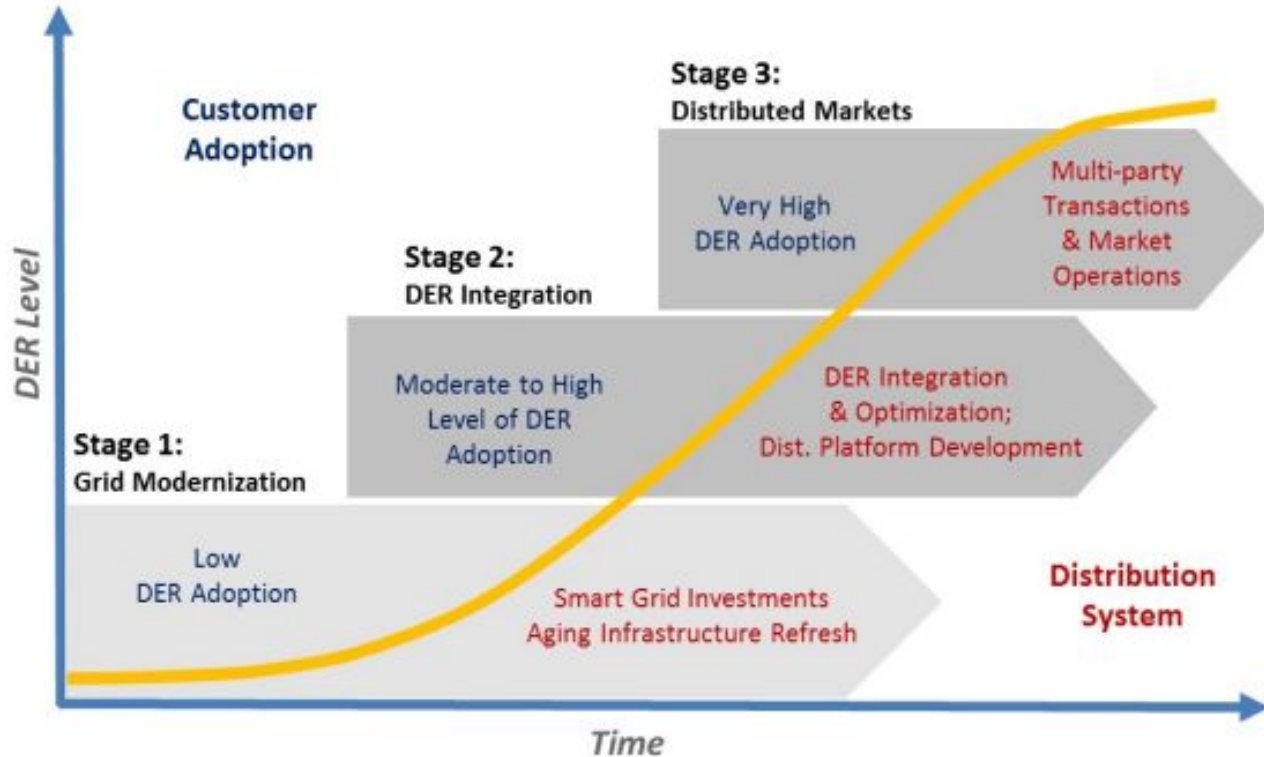 Customer
Adoption
Stage 3:
Distributed Markets
Very High
DER Adoption
Multi-party
Transactions
& Market
Operations
Stage 2:
DER Integration
Moderate to High
Level of DER
Adoption
DER Integration
& Optimization;
Dist. Platform Development
Stage 1:
Grid Modernization
Low
DER Adoption
Smart Grid Investments
Aging Infrastructure Refresh
Distribution
System
DER Level
Time